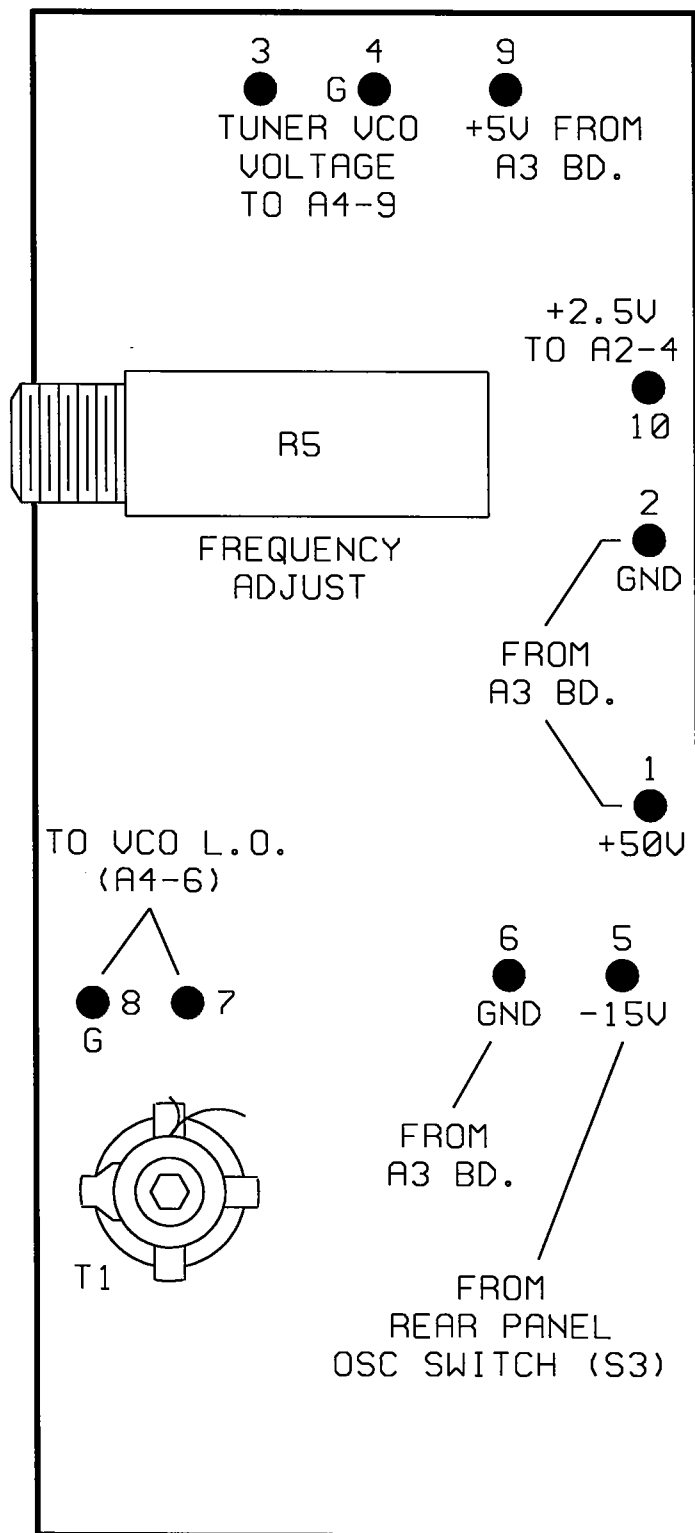 3 4 9
G
TUNER VCO
VOLTAGE
TO A4-9
+5V FROM
A3 BD.
+2.5V
TO A2-4
10
R5
FREQUENCY
ADJUST
2
GND
FROM
A3 BD.
1
+50V
TO VCO L.O.
(A4-6)
8 7
G
6
GND
5
-15V
FROM
A3 BD.
T1
FROM
REAR PANEL
OSC SWITCH (S3)